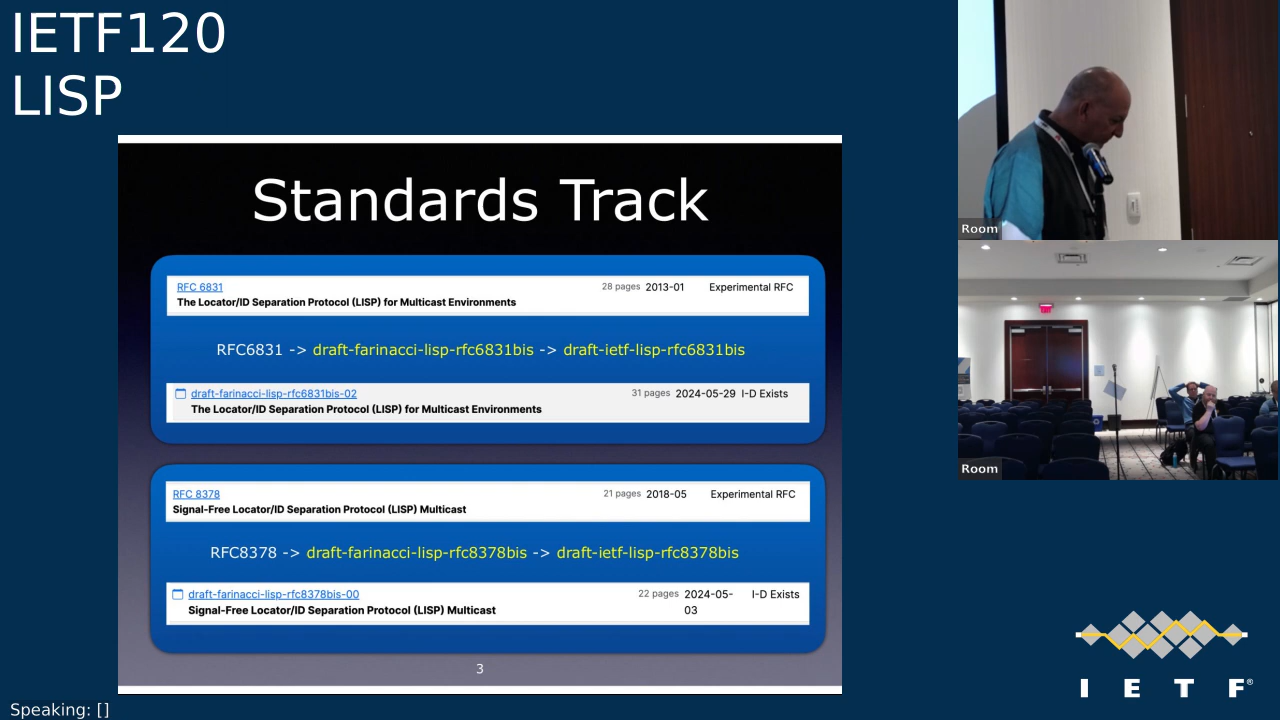 IETF120
LISP
Standards Track
RFC 6831 28 pages 2013-01 Experimental RFC
The Locator/ID Separation Protocol (LISP) for Multicast Environments
RFC6831 -> draft-farinacci-lisp-rfc6831bis -> draft-ietf-lisp-rfc6831bis
draft-farinacci-lisp-rfc6831bis-02 31 pages 2024-05-29 I-D Exists
The Locator/ID Separation Protocol (LISP) for Multicast Environments
RFC 8378 21 pages 2018-05 Experimental RFC
Signal-Free Locator/ID Separation Protocol (LISP) Multicast
RFC8378 -> draft-farinacci-lisp-rfc8378bis -> draft-ietf-lisp-rfc8378bis
draft-farinacci-lisp-rfc8378bis-00 22 pages 2024-05- I-D Exists
Signal-Free Locator/ID Separation Protocol (LISP) Multicast 03
3
Room
Room
I E T F®
Speaking: []